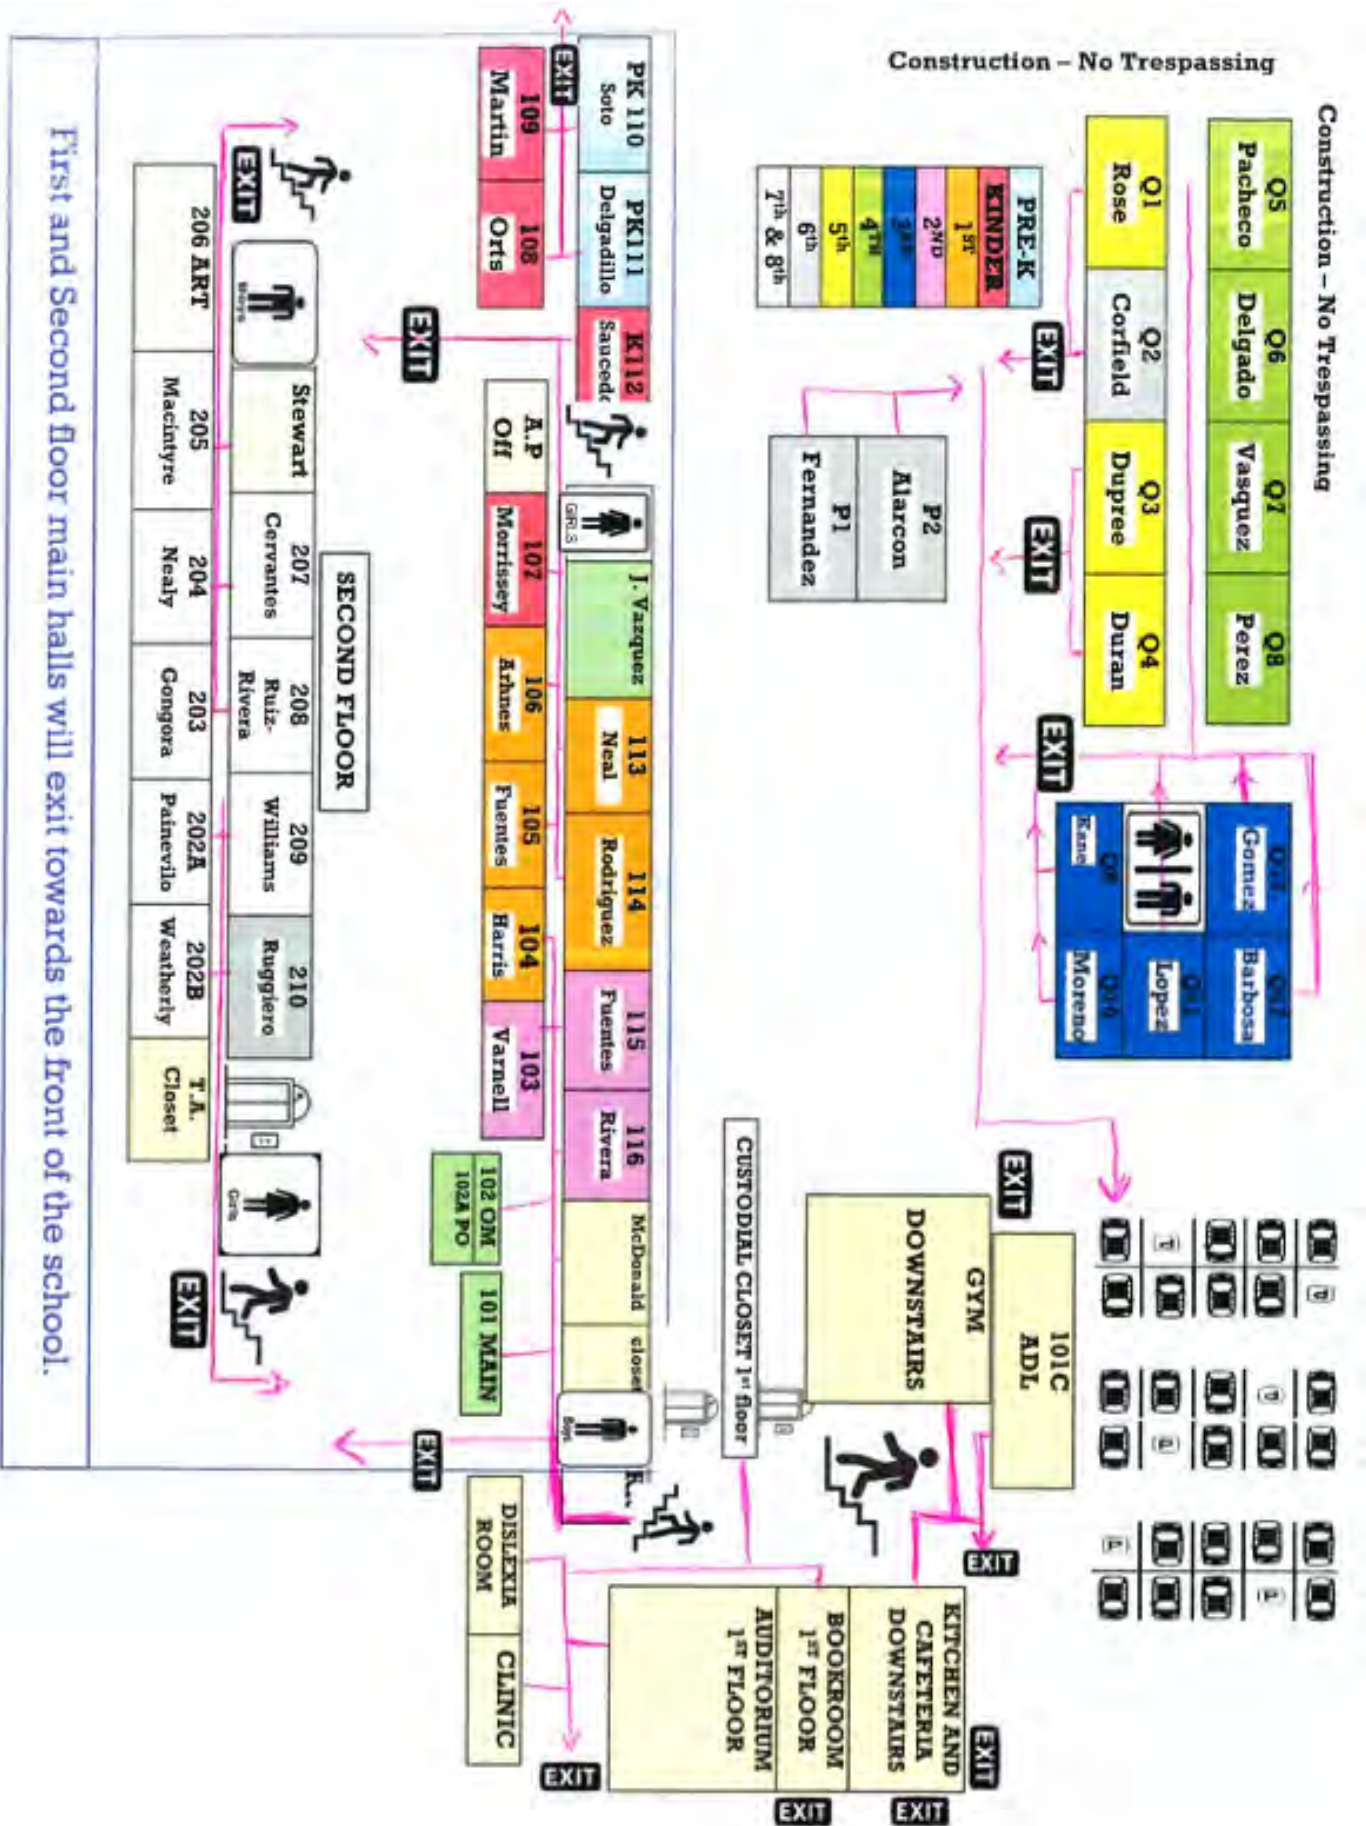 Construction – No Trespassing
Construction – No Trespassing
Q5
Pacheco
Q6
Delgado
Q7
Vasquez
Q8
Perez
Q1
Rose
Q2
Corfield
Q3
Dupree
Q4
Duran
EXIT
EXIT
EXIT
PRE-K
KINDER
1ST
2ND
3RD
4TH
5th
6th
7th & 8th
P2
Alarcon
P1
Fernandez
Gomez
Barbosa
Lopez
Kane
Moreno
EXIT
101C
ADL
GYM
DOWNSTAIRS
EXIT
CUSTODIAL CLOSET 1st floor
KITCHEN AND
CAFETERIA
DOWNSTAIRS
BOOKROOM
1ST FLOOR
AUDITORIUM
1ST FLOOR
EXIT
EXIT
EXIT
EXIT
DISLEXIA
ROOM
CLINIC
PK 110
Soto
PK111
Delgadillo
K112
Saucedo
GIRLS
J. Vazquez
113
Neal
114
Rodriguez
115
Fuentes
116
Rivera
McDonald
closet
Boys
EXIT
109
Martin
108
Orts
EXIT
A.P
Off
107
Morrissey
106
Arhnes
105
Fuentes
104
Harris
103
Varnell
102 OM
102A PO
101 MAIN
EXIT
SECOND FLOOR
EXIT
Boys
Stewart
207
Cervantes
208
Ruiz-
Rivera
209
Williams
210
Ruggiero
Girls
EXIT
206 ART
205
Macintyre
204
Nealy
203
Gongora
202A
Painevilo
202B
Weatherly
T.A.
Closet
First and Second floor main halls will exit towards the front of the school.